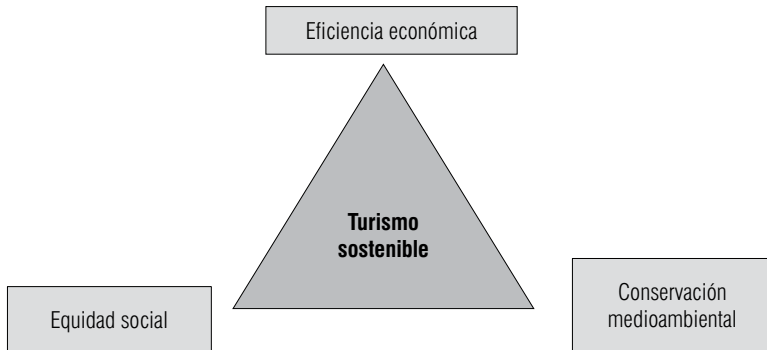 Eficiencia económica
Turismo
sostenible
Equidad social
Conservación
medioambiental